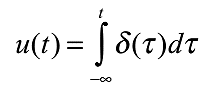 u(t) = ∫_{-∞}^{t} δ(τ)dτ